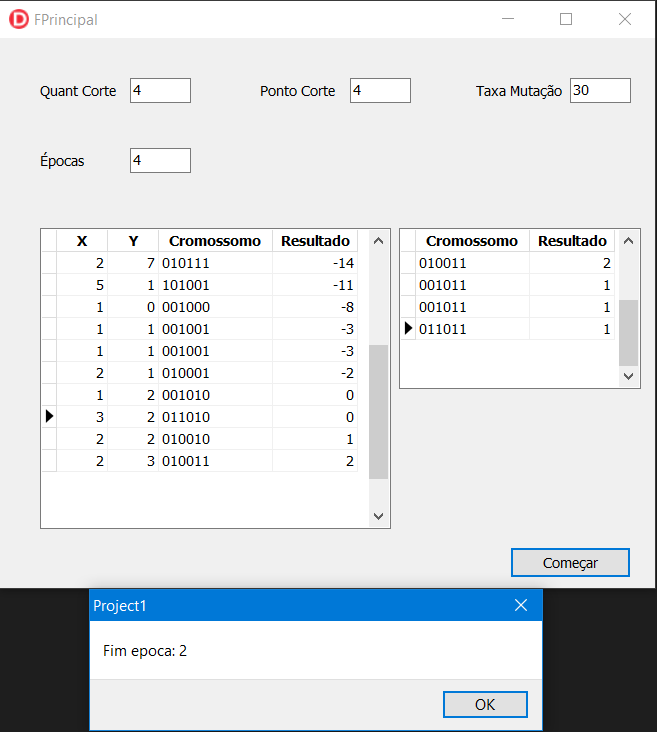 FPrincipal
Quant Corte 4 Ponto Corte 4 Taxa Mutação 30
Épocas 4
X Y Cromossomo Resultado
2 7 010111 -14
5 1 101001 -11
1 0 001000 -8
1 1 001001 -3
1 1 001001 -3
2 1 010001 -2
1 2 001010 0
3 2 011010 0
2 2 010010 1
2 3 010011 2
Cromossomo Resultado
010011 2
001011 1
001011 1
011011 1
Começar
Project1
Fim epoca: 2
OK